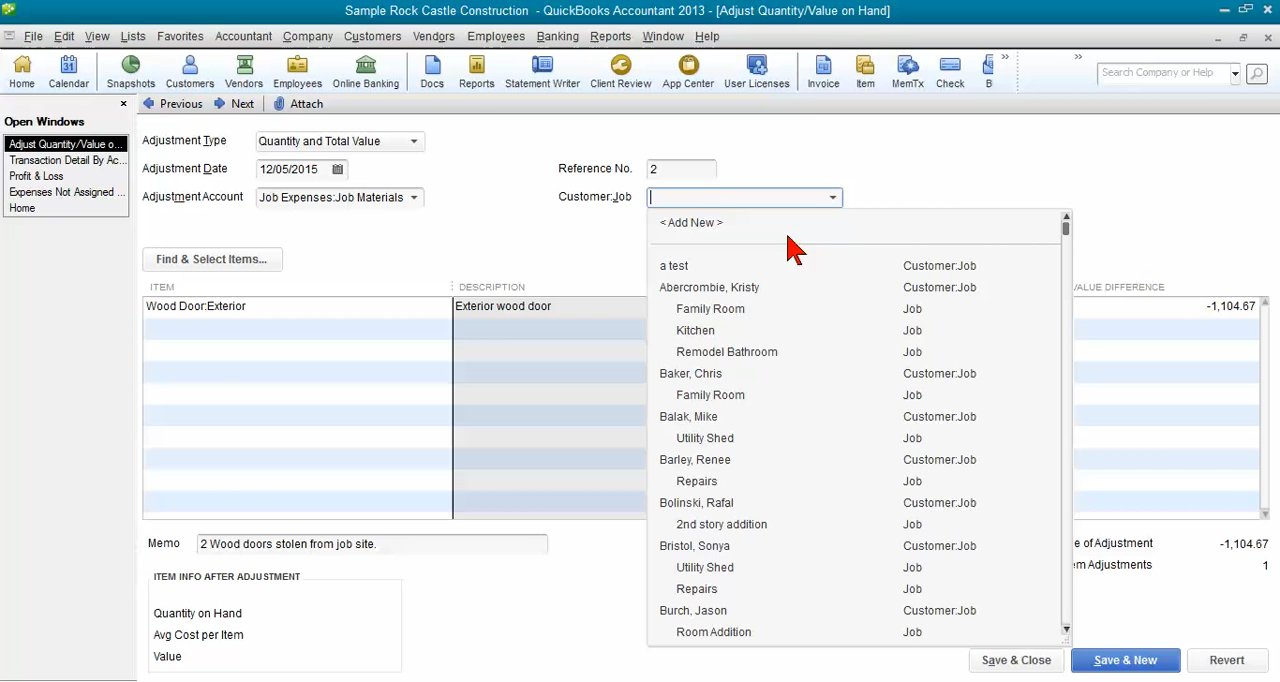 Sample Rock Castle Construction - QuickBooks Accountant 2013 - [Adjust Quantity/Value on Hand]
File Edit View Lists Favorites Accountant Company Customers Vendors Employees Banking Reports Window Help
Home Calendar Snapshots Customers Vendors Employees Online Banking Docs Reports Statement Writer Client Review App Center User Licenses Invoice Item MemTx Check B
Search Company or Help
Previous Next Attach
Open Windows
Adjust Quantity/Value o...
Transaction Detail By Ac...
Profit & Loss
Expenses Not Assigned ...
Home
Adjustment Type Quantity and Total Value
Adjustment Date 12/05/2015 Reference No. 2
Adjustment Account Job Expenses:Job Materials Customer:Job
Find & Select Items...
ITEM DESCRIPTION VALUE DIFFERENCE
Wood Door:Exterior Exterior wood door -1,104.67
< Add New >
a test Customer:Job
Abercrombie, Kristy Customer:Job
Family Room Job
Kitchen Job
Remodel Bathroom Job
Baker, Chris Customer:Job
Family Room Job
Balak, Mike Customer:Job
Utility Shed Job
Barley, Renee Customer:Job
Repairs Job
Bolinski, Rafal Customer:Job
2nd story addition Job
Bristol, Sonya Customer:Job
Utility Shed Job
Repairs Job
Burch, Jason Customer:Job
Room Addition Job
Memo 2 Wood doors stolen from job site.
e of Adjustment -1,104.67
em Adjustments 1
ITEM INFO AFTER ADJUSTMENT
Quantity on Hand
Avg Cost per Item
Value
Save & Close Save & New Revert